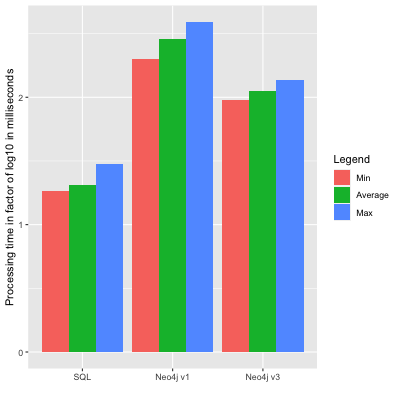 Processing time in factor of log10 in milliseconds
2
1
0
SQL
Neo4j v1
Neo4j v3
Legend
Min
Average
Max